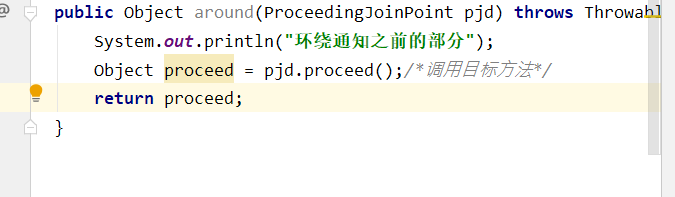 @
public Object around(ProceedingJoinPoint pjd) throws Throwabl
System.out.println("环绕通知之前的部分");
Object proceed = pjd.proceed();/*调用目标方法*/
return proceed;
}